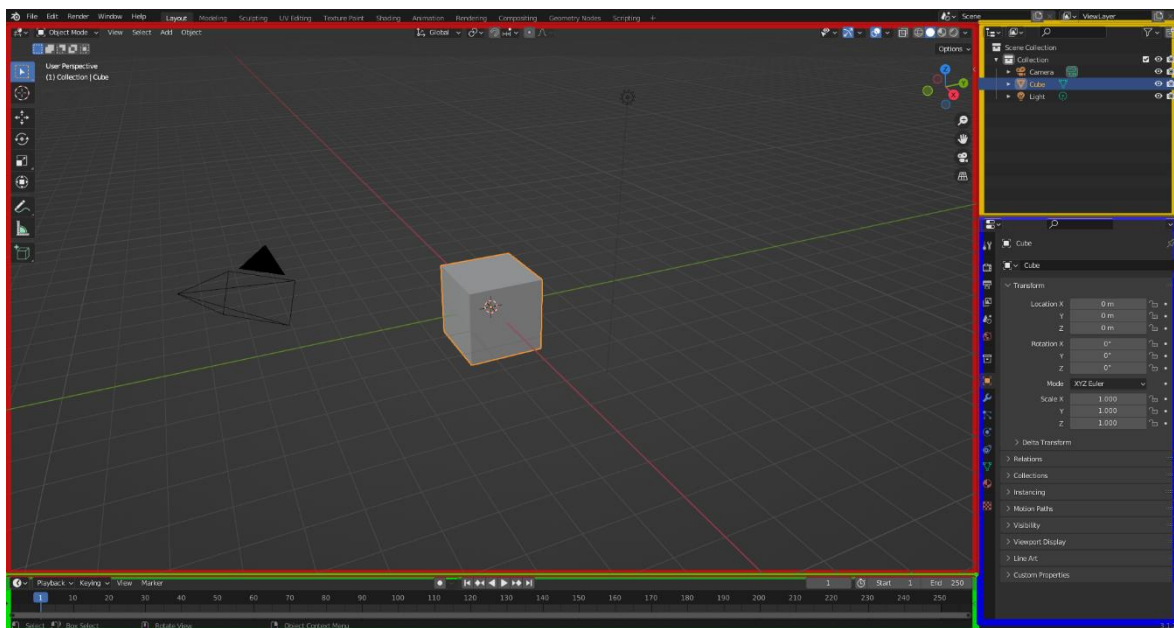 File Edit Render Window Help Layout Modeling Sculpting UV Editing Texture Paint Shading Animation Rendering Compositing Geometry Nodes Scripting + Scene ViewLayer
Object Mode View Select Add Object Global
Options
User Perspective
(1) Collection | Cube
X
Y
Z
Scene Collection
Collection
Camera
Cube
Light
Cube
Cube
Transform
Location X 0 m
Y 0 m
Z 0 m
Rotation X 0°
Y 0°
Z 0°
Mode XYZ Euler
Scale X 1.000
Y 1.000
Z 1.000
Delta Transform
Relations
Collections
Instancing
Motion Paths
Visibility
Viewport Display
Line Art
Custom Properties
Playback Keying View Marker 1 Start 1 End 250
1 10 20 30 40 50 60 70 80 90 100 110 120 130 140 150 160 170 180 190 200 210 220 230 240 250
Select Box Select Rotate View Object Context Menu